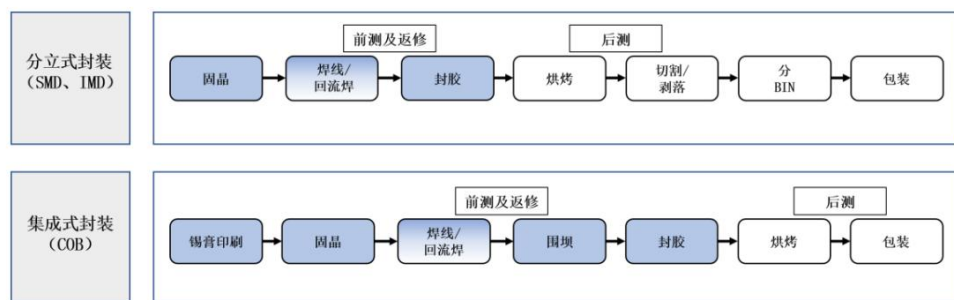 分立式封装
（SMD、IMD）
前测及返修
后测
固晶
焊线/
回流焊
封胶
烘烤
切割/
剥落
分
BIN
包装
集成式封装
（COB）
前测及返修
后测
锡膏印刷
固晶
焊线/
回流焊
围坝
封胶
烘烤
包装